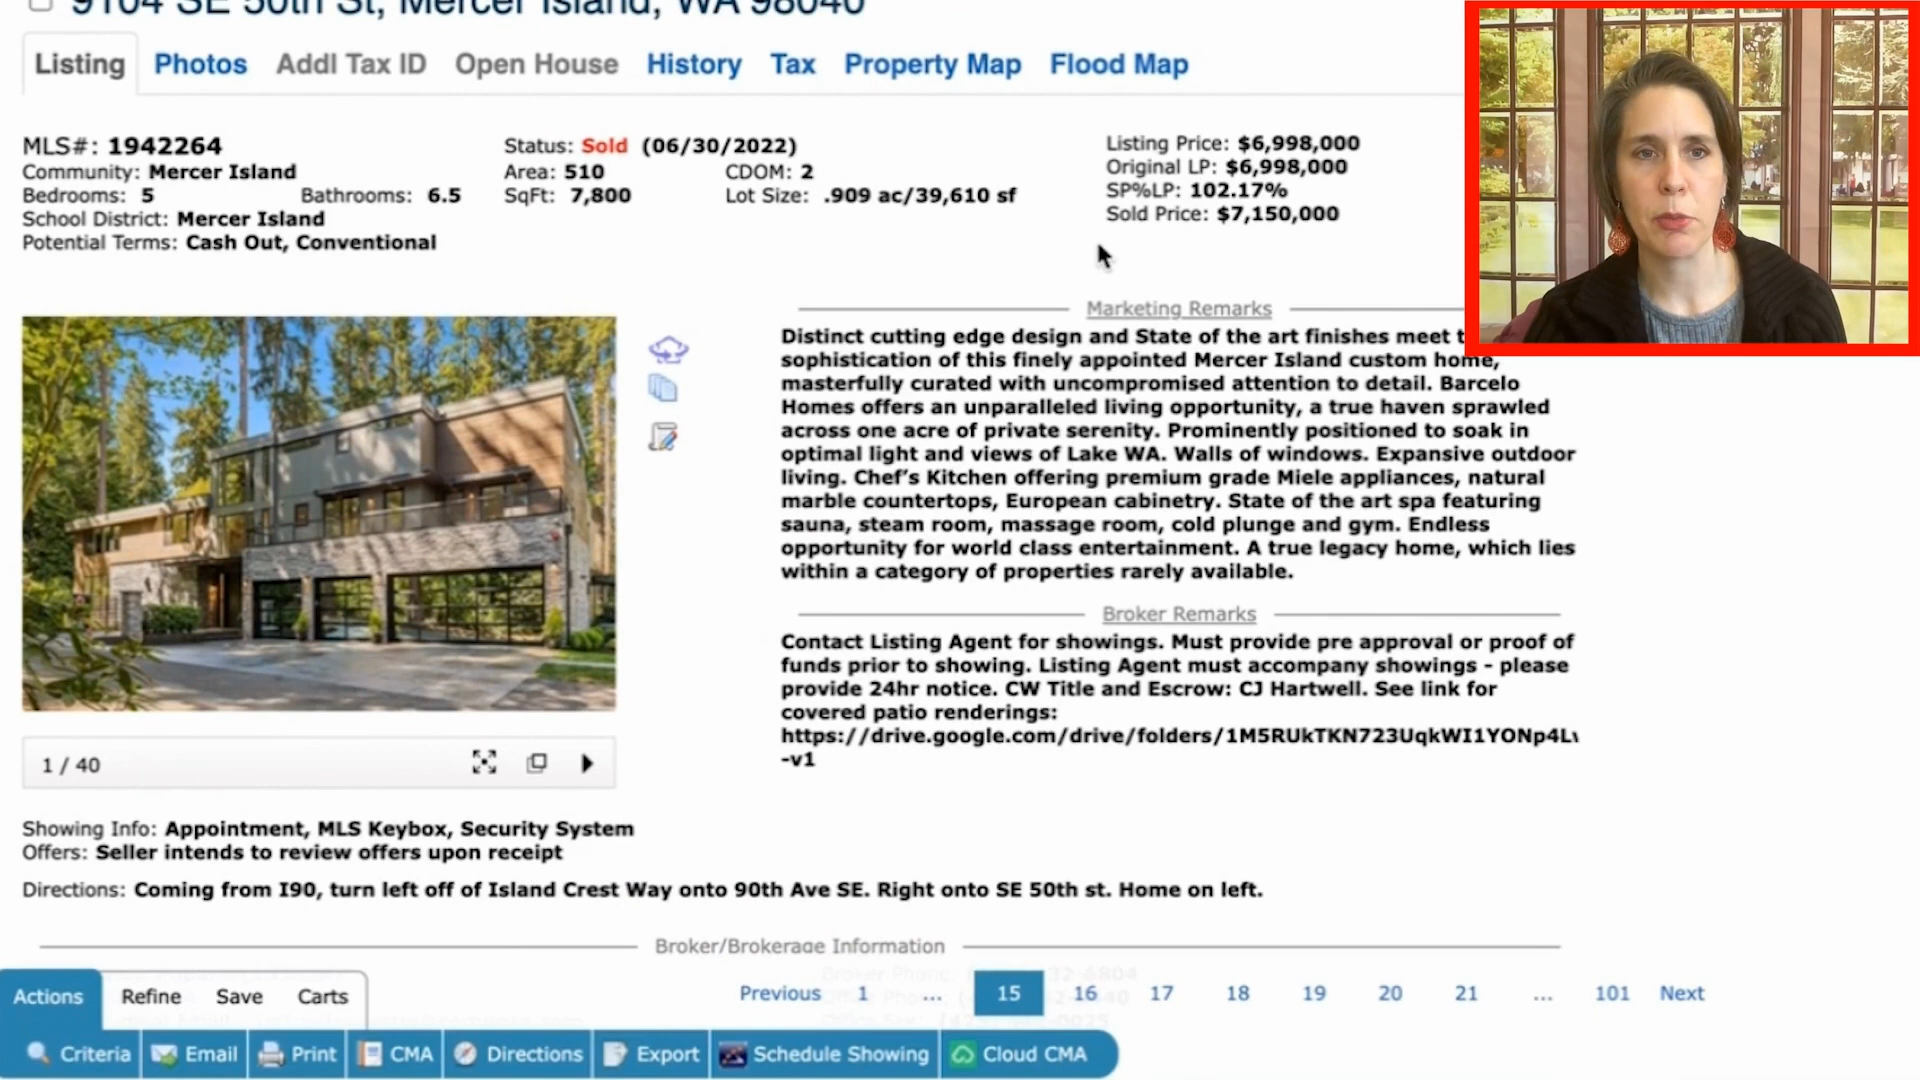 9104 SE 50th St, Mercer Island, WA 98040
Listing Photos Addl Tax ID Open House History Tax Property Map Flood Map
MLS#: 1942264 Status: Sold (06/30/2022) Listing Price: $6,998,000
Community: Mercer Island Area: 510 CDOM: 2 Original LP: $6,998,000
Bedrooms: 5 Bathrooms: 6.5 SqFt: 7,800 Lot Size: .909 ac/39,610 sf SP%LP: 102.17%
School District: Mercer Island Sold Price: $7,150,000
Potential Terms: Cash Out, Conventional
Marketing Remarks
Distinct cutting edge design and State of the art finishes meet
sophistication of this finely appointed Mercer Island custom home,
masterfully curated with uncompromised attention to detail. Barcelo
Homes offers an unparalleled living opportunity, a true haven sprawled
across one acre of private serenity. Prominently positioned to soak in
optimal light and views of Lake WA. Walls of windows. Expansive outdoor
living. Chef's Kitchen offering premium grade Miele appliances, natural
marble countertops, European cabinetry. State of the art spa featuring
sauna, steam room, massage room, cold plunge and gym. Endless
opportunity for world class entertainment. A true legacy home, which lies
within a category of properties rarely available.
Broker Remarks
Contact Listing Agent for showings. Must provide pre approval or proof of
funds prior to showing. Listing Agent must accompany showings - please
provide 24hr notice. CW Title and Escrow: CJ Hartwell. See link for
covered patio renderings:
https://drive.google.com/drive/folders/1M5RUkTKN723UqkWI1YONp4L
-v1
1 / 40
Showing Info: Appointment, MLS Keybox, Security System
Offers: Seller intends to review offers upon receipt
Directions: Coming from I90, turn left off of Island Crest Way onto 90th Ave SE. Right onto SE 50th st. Home on left.
Broker/Brokerage Information
Actions Refine Save Carts Previous 1 ... 15 16 17 18 19 20 21 ... 101 Next
Criteria Email Print CMA Directions Export Schedule Showing Cloud CMA